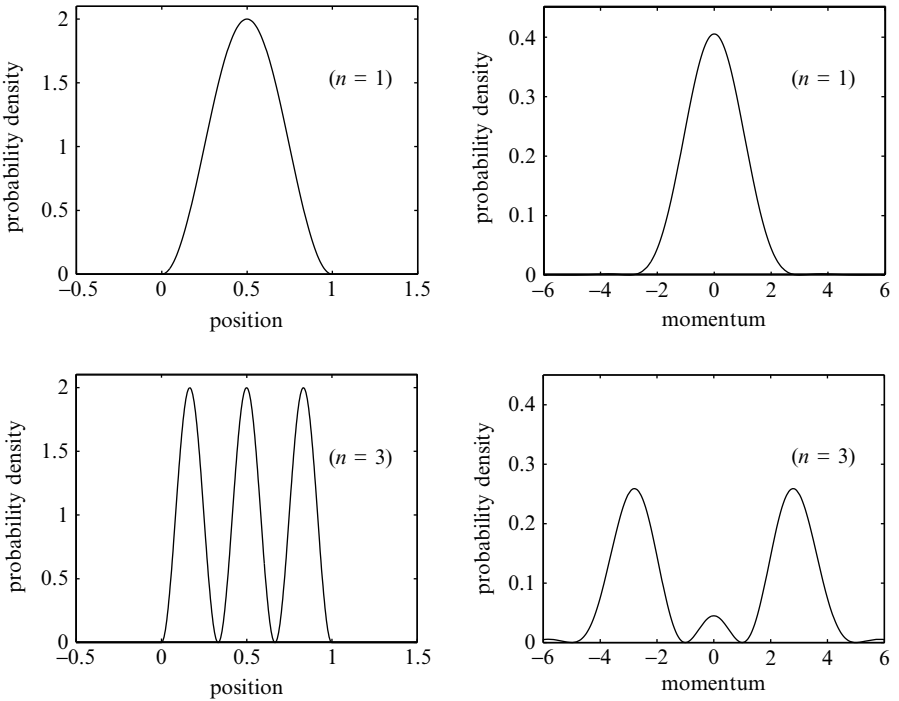 probability density
2
1.5
1
0.5
0
(n = 1)
−0.5 0 0.5 1 1.5
position
probability density
0.4
0.3
0.2
0.1
0
(n = 1)
−6 −4 −2 0 2 4 6
momentum
probability density
2
1.5
1
0.5
0
(n = 3)
−0.5 0 0.5 1 1.5
position
probability density
0.4
0.3
0.2
0.1
0
(n = 3)
−6 −4 −2 0 2 4 6
momentum